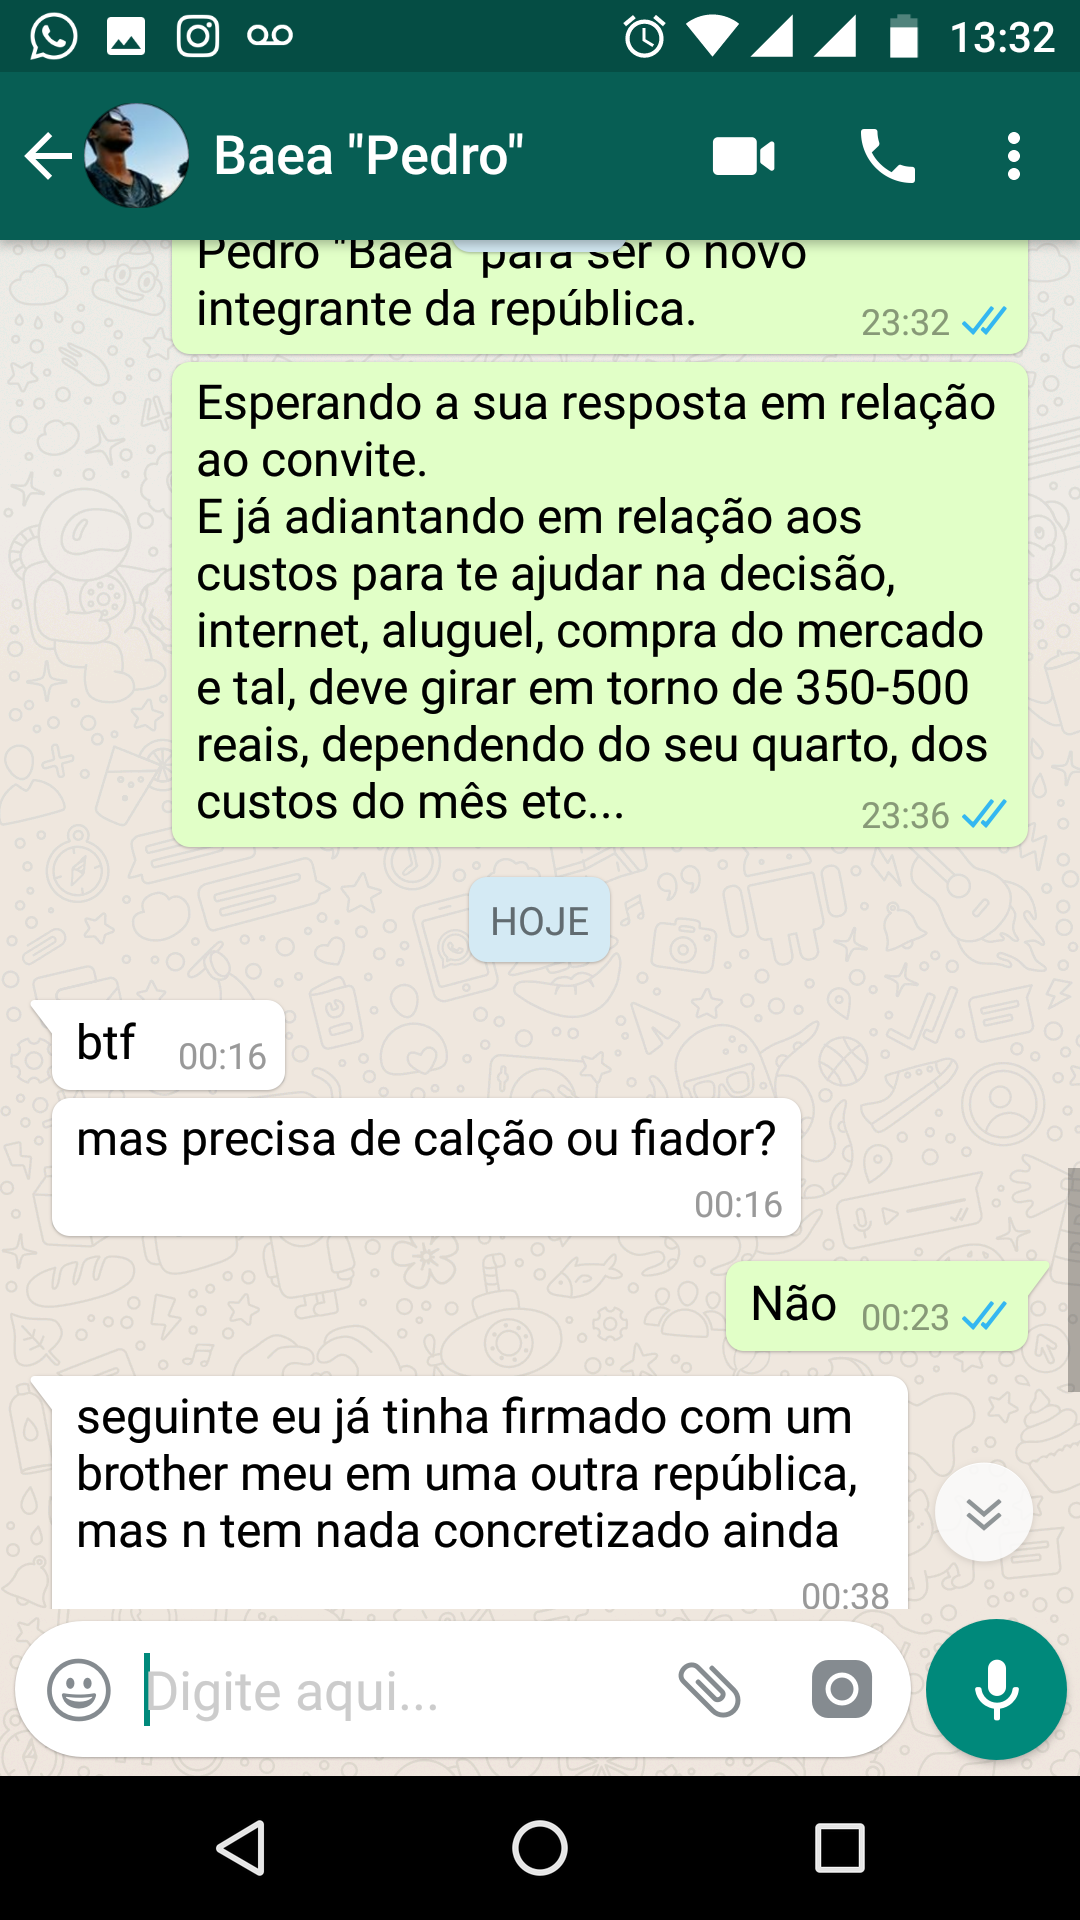 13:32
Baea "Pedro"
Pedro "Baea" para ser o novo
integrante da república.
23:32
Esperando a sua resposta em relação
ao convite.
E já adiantando em relação aos
custos para te ajudar na decisão,
internet, aluguel, compra do mercado
e tal, deve girar em torno de 350-500
reais, dependendo do seu quarto, dos
custos do mês etc...
23:36
HOJE
btf
00:16
mas precisa de calção ou fiador?
00:16
Não
00:23
seguinte eu já tinha firmado com um
brother meu em uma outra república,
mas n tem nada concretizado ainda
00:38
Digite aqui...